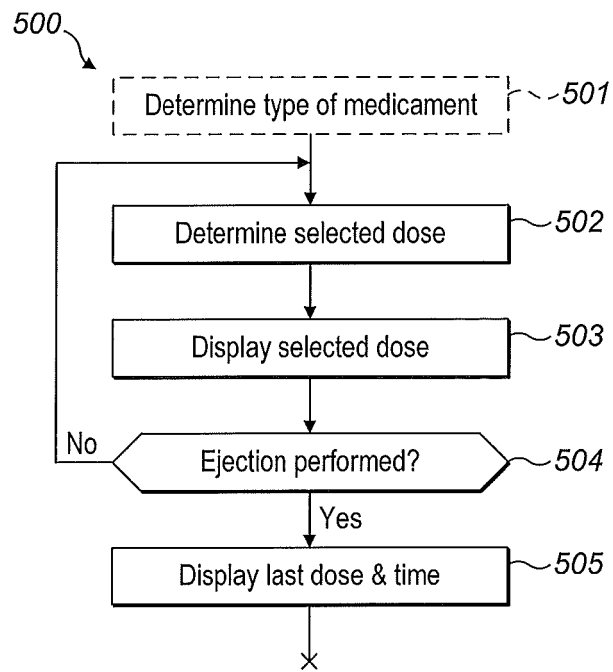 500
Determine type of medicament
501
Determine selected dose
502
Display selected dose
503
No
Ejection performed?
504
Yes
Display last dose & time
505